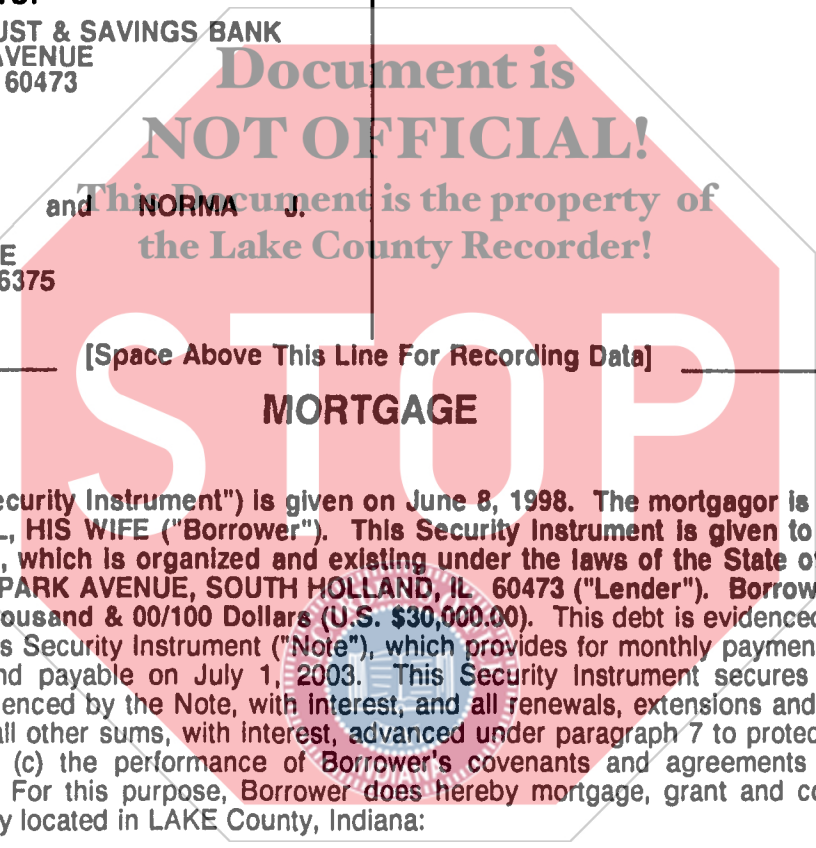 UST & SAVINGS BANK
AVENUE
60473
Document is
NOT OFFICIAL!
This Document is the property of
the Lake County Recorder!
and NORMA J.
E
6375
STOP
[Space Above This Line For Recording Data]
MORTGAGE
ecurity Instrument") is given on June 8, 1998. The mortgagor is
L, HIS WIFE ("Borrower"). This Security Instrument is given to
, which is organized and existing under the laws of the State o
PARK AVENUE, SOUTH HOLLAND, IL 60473 ("Lender"). Borrow
ousand & 00/100 Dollars (U.S. $30,000.00). This debt is evidenced
s Security Instrument ("Note"), which provides for monthly paymen
nd payable on July 1, 2003. This Security Instrument secures
enced by the Note, with interest, and all renewals, extensions and
all other sums, with interest, advanced under paragraph 7 to protec
(c) the performance of Borrower's covenants and agreements
For this purpose, Borrower does hereby mortgage, grant and co
y located in LAKE County, Indiana: